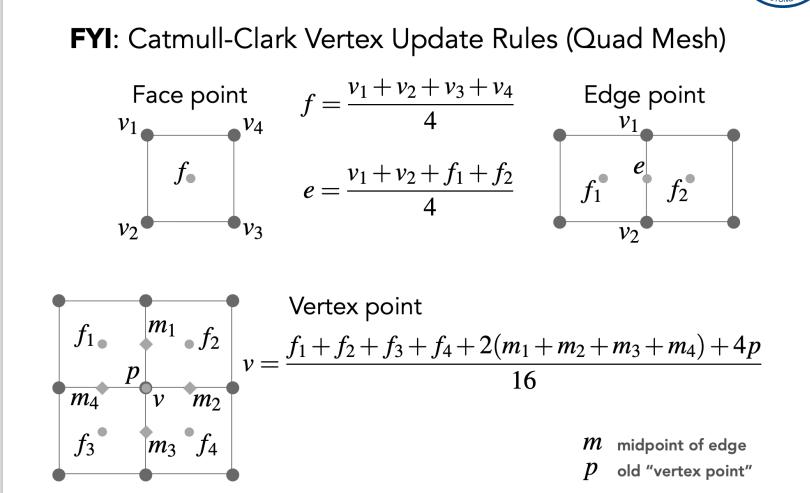 FYI: Catmull-Clark Vertex Update Rules (Quad Mesh)
Face point
v1
v4
f
v2
v3
f = v1+v2+v3+v4 / 4
e = v1+v2+f1+f2 / 4
Edge point
v1
e
f1
f2
v2
Vertex point
f1
m1
f2
p
m4
v
m2
f3
m3
f4
v = f1+f2+f3+f4+2(m1+m2+m3+m4)+4p / 16
m midpoint of edge
p old “vertex point”